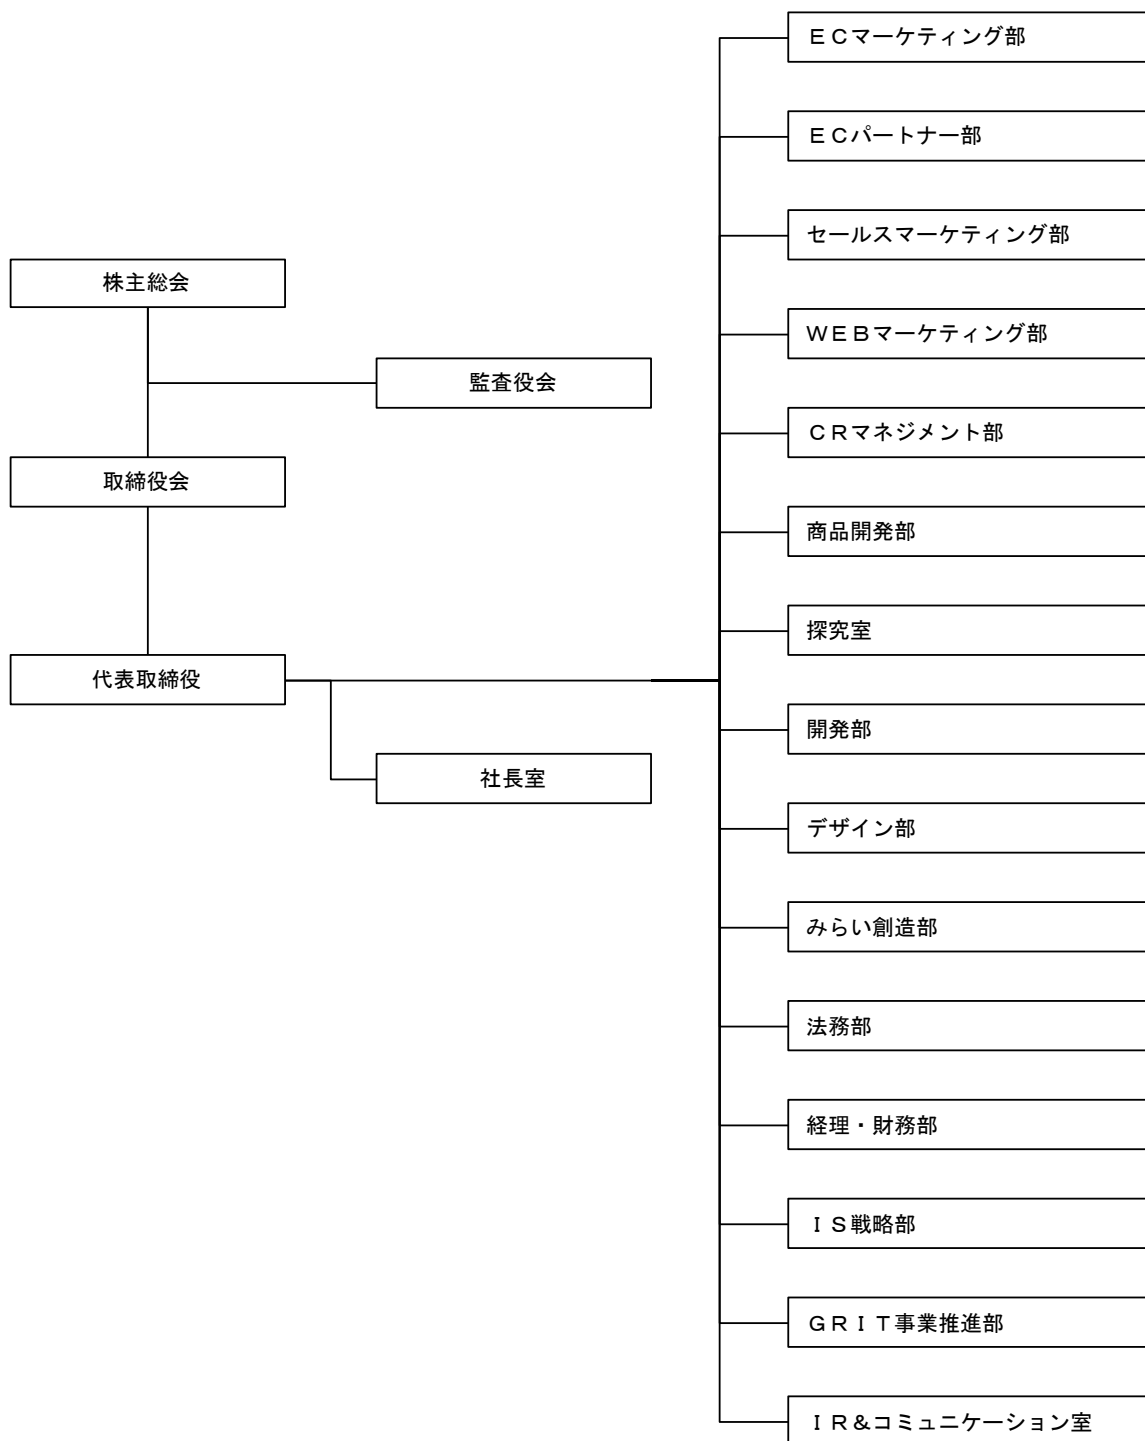 株主総会
監査役会
取締役会
代表取締役
社長室
ＥＣマーケティング部
ＥＣパートナー部
セールスマーケティング部
ＷＥＢマーケティング部
ＣＲマネジメント部
商品開発部
探究室
開発部
デザイン部
みらい創造部
法務部
経理・財務部
ＩＳ戦略部
ＧＲＩＴ事業推進部
ＩＲ＆コミュニケーション室